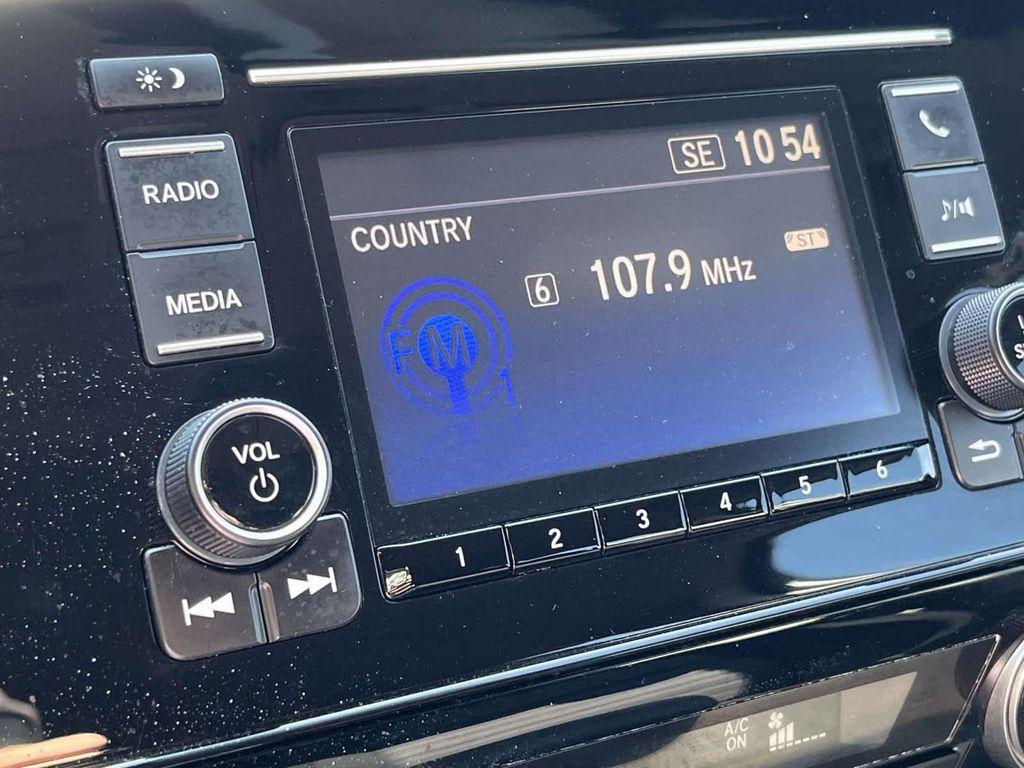 SE 10 54
RADIO
COUNTRY
ST
6 107.9 MHz
MEDIA
FM
1
VOL
1 2 3 4 5 6
A/C
ON